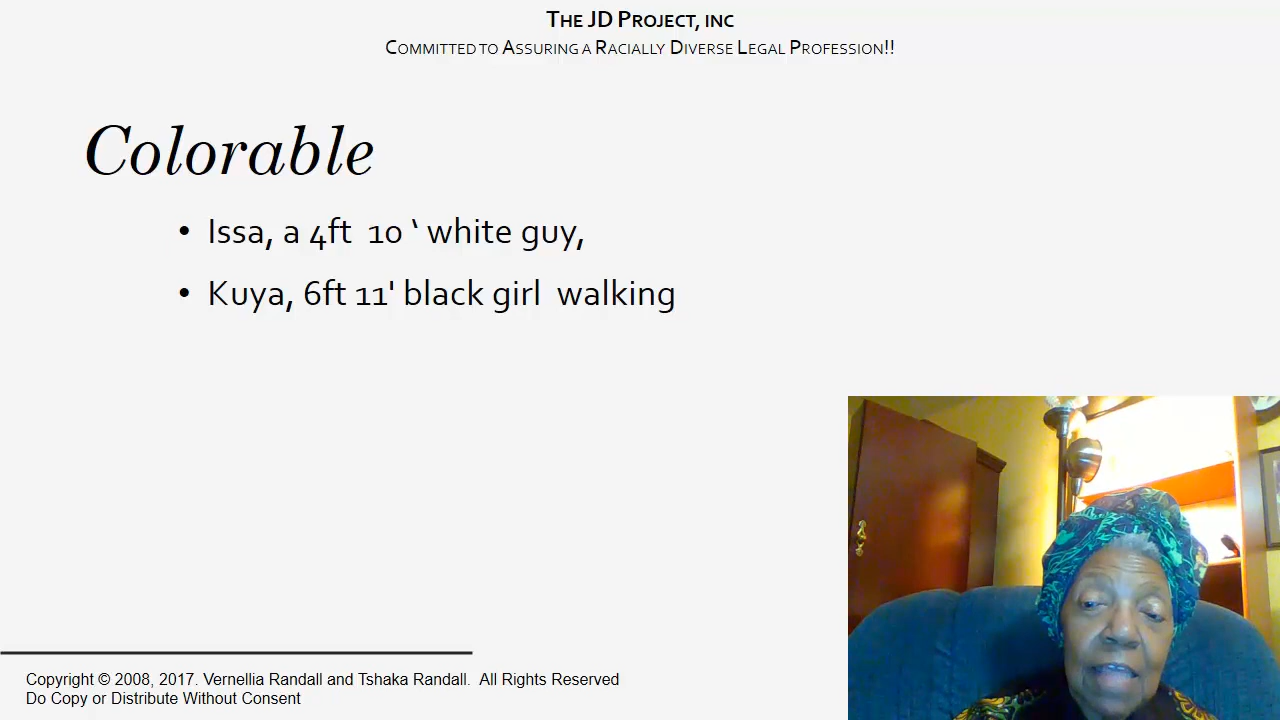 THE JD PROJECT, INC
COMMITTED TO ASSURING A RACIALLY DIVERSE LEGAL PROFESSION!!
Colorable
• Issa, a 4ft 10 ‘ white guy,
• Kuya, 6ft 11' black girl walking
Copyright © 2008, 2017. Vernellia Randall and Tshaka Randall. All Rights Reserved
Do Copy or Distribute Without Consent